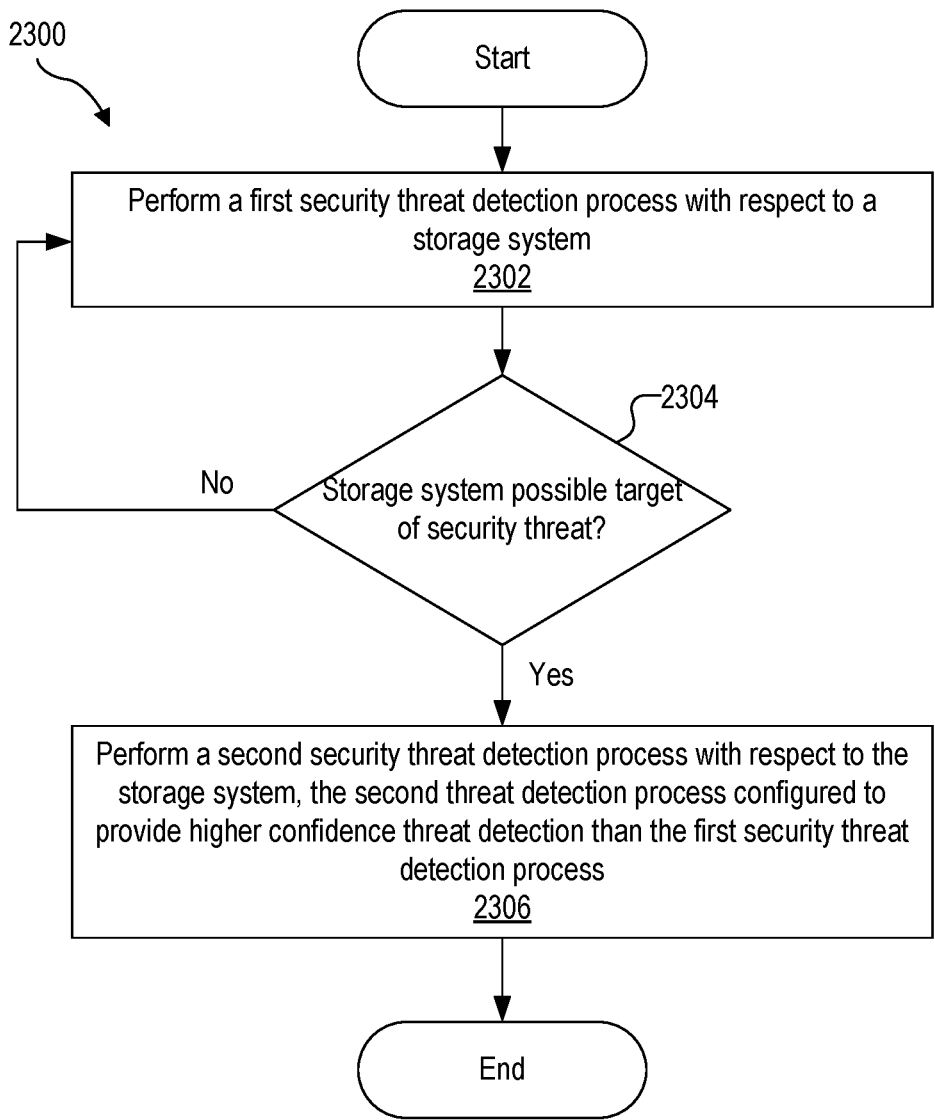 2300
Start
Perform a first security threat detection process with respect to a
storage system
2302
2304
Storage system possible target
of security threat?
No
Yes
Perform a second security threat detection process with respect to the
storage system, the second threat detection process configured to
provide higher confidence threat detection than the first security threat
detection process
2306
End